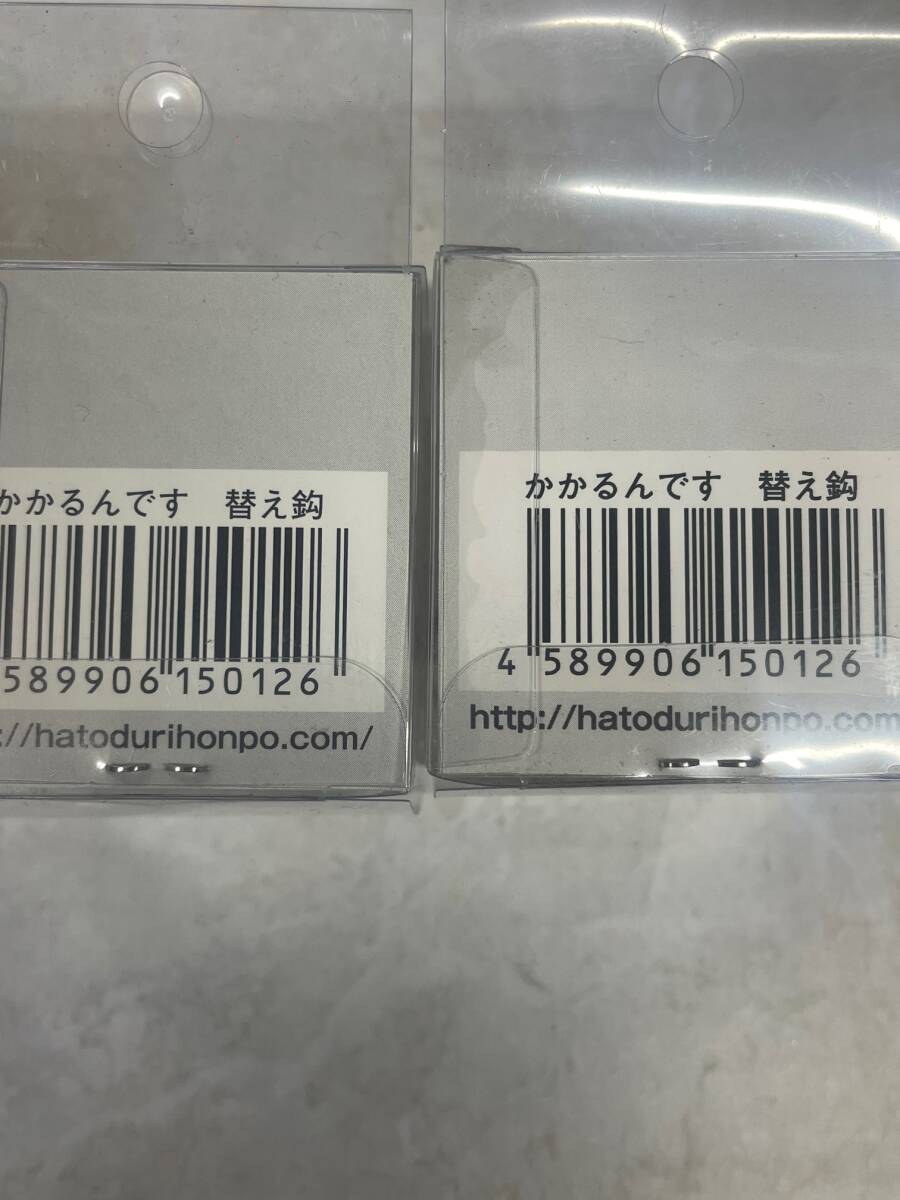 かかるんです 替え鈎
589906 150126
://hatodurihonpo.com/
かかるんです 替え鈎
4 589906 150126
http://hatodurihonpo.com